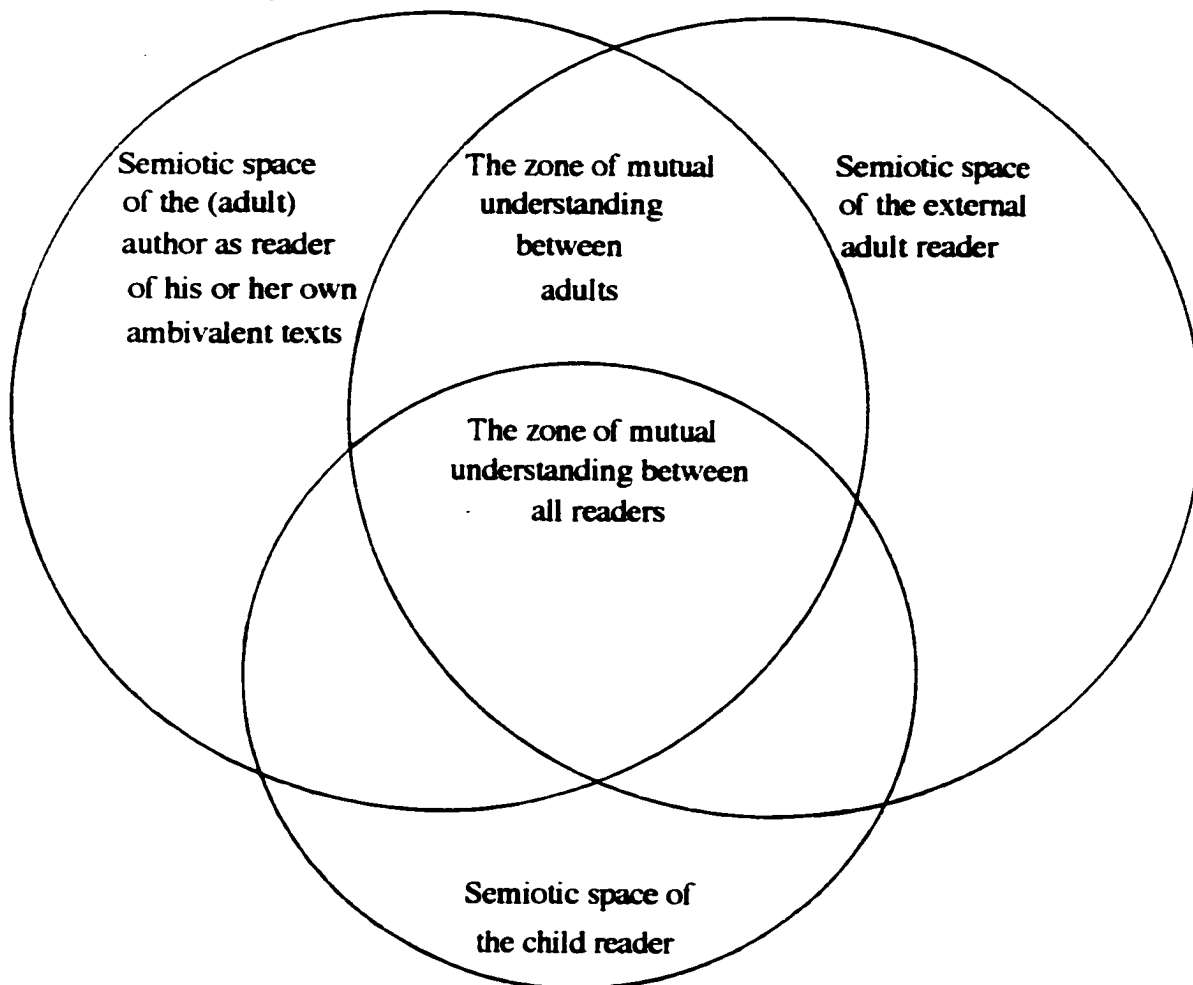 Semiotic space
of the (adult)
author as reader
of his or her own
ambivalent texts
The zone of mutual
understanding
between
adults
Semiotic space
of the external
adult reader
The zone of mutual
understanding between
all readers
Semiotic space of
the child reader